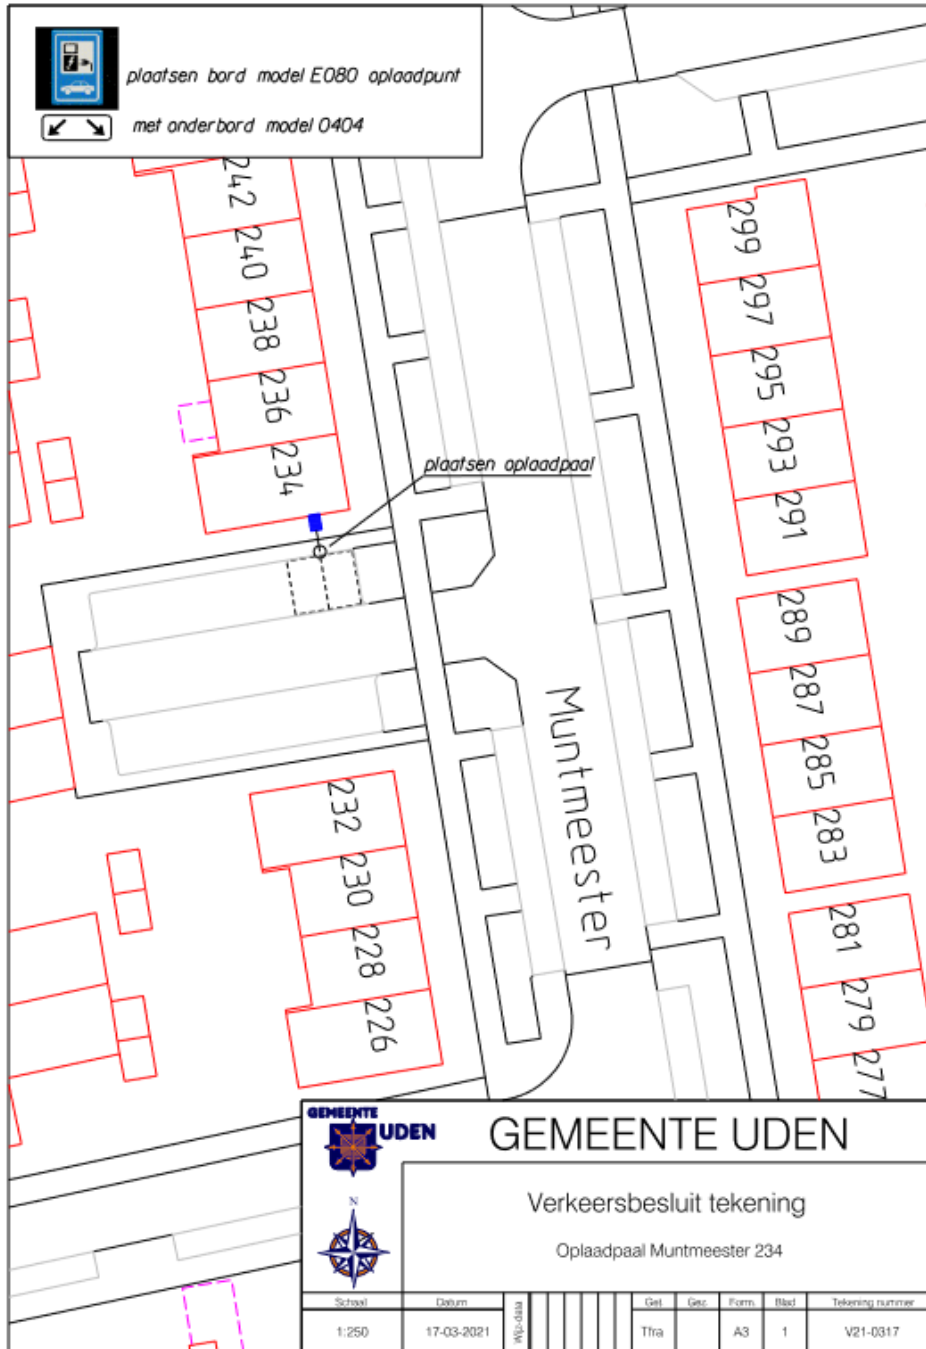 plaatsen bord model E080 oplaadpunt
met onderbord model 0404
242
240
238
236
234
299
297
295
293
291
plaatsen oplaadpaal
289
287
285
283
Muntmeester
232
230
228
226
281
279
277
GEMEENTE
UDEN
GEMEENTE UDEN
Verkeersbesluit tekening
Oplaadpaal Muntmeester 234
N
Schaal
Datum
Get.
Gez.
Form.
Blad
Tekening nummer
1:250
17-03-2021
Tfra
A3
1
V21-0317